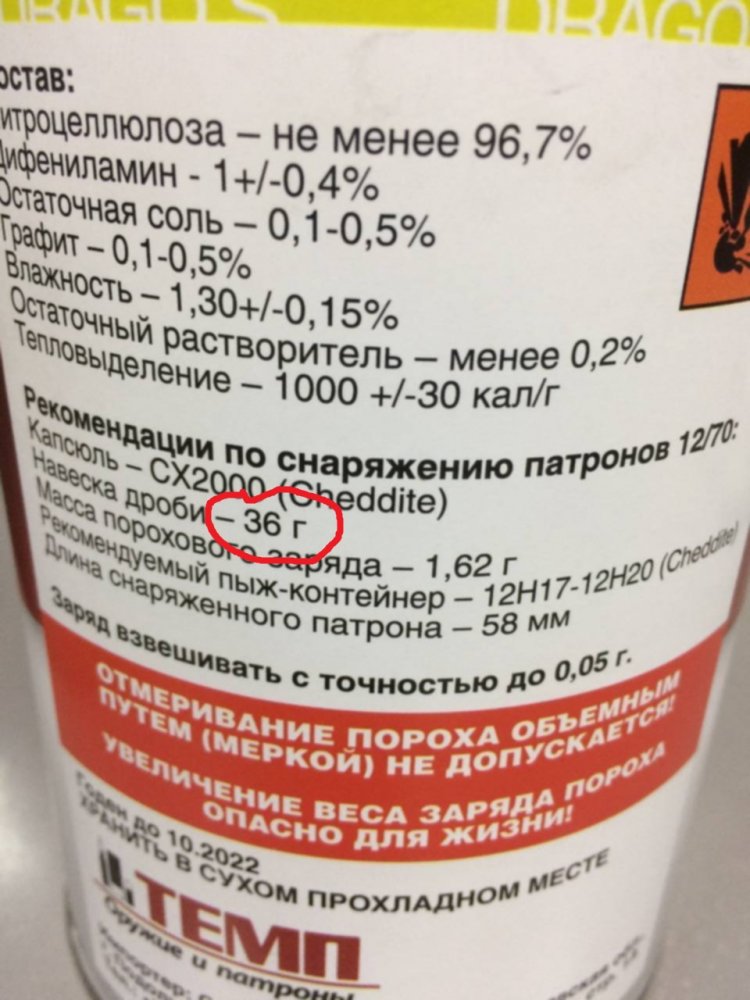 DRAGO S DRAGO
остав:
итроцеллюлоза – не менее 96,7%
ифениламин - 1+/-0,4%
Остаточная соль – 0,1-0,5%
Графит – 0,1-0,5%
Влажность – 1,30+/-0,15%
Остаточный растворитель – менее 0,2%
Тепловыделение – 1000 +/-30 кал/г
Рекомендации по снаряжению патронов 12/70:
Капсюль – CX2000 (Cheddite)
Навеска дроби – 36 г
Масса порохового заряда – 1,62 г
Рекомендуемый пыж-контейнер – 12Н17-12Н20 (Cheddite)
Длина снаряженного патрона – 58 мм
Заряд взвешивать с точностью до 0,05 г.
ОТМЕРИВАНИЕ ПОРОХА ОБЪЕМНЫМ
ПУТЕМ (МЕРКОЙ) НЕ ДОПУСКАЕТСЯ!
УВЕЛИЧЕНИЕ ВЕСА ЗАРЯДА ПОРОХА
ОПАСНО ДЛЯ ЖИЗНИ!
Годен до 10.2022
ХРАНИТЬ В СУХОМ ПРОХЛАДНОМ МЕСТЕ
ТЕМП
Оружие и патроны
Импортер: